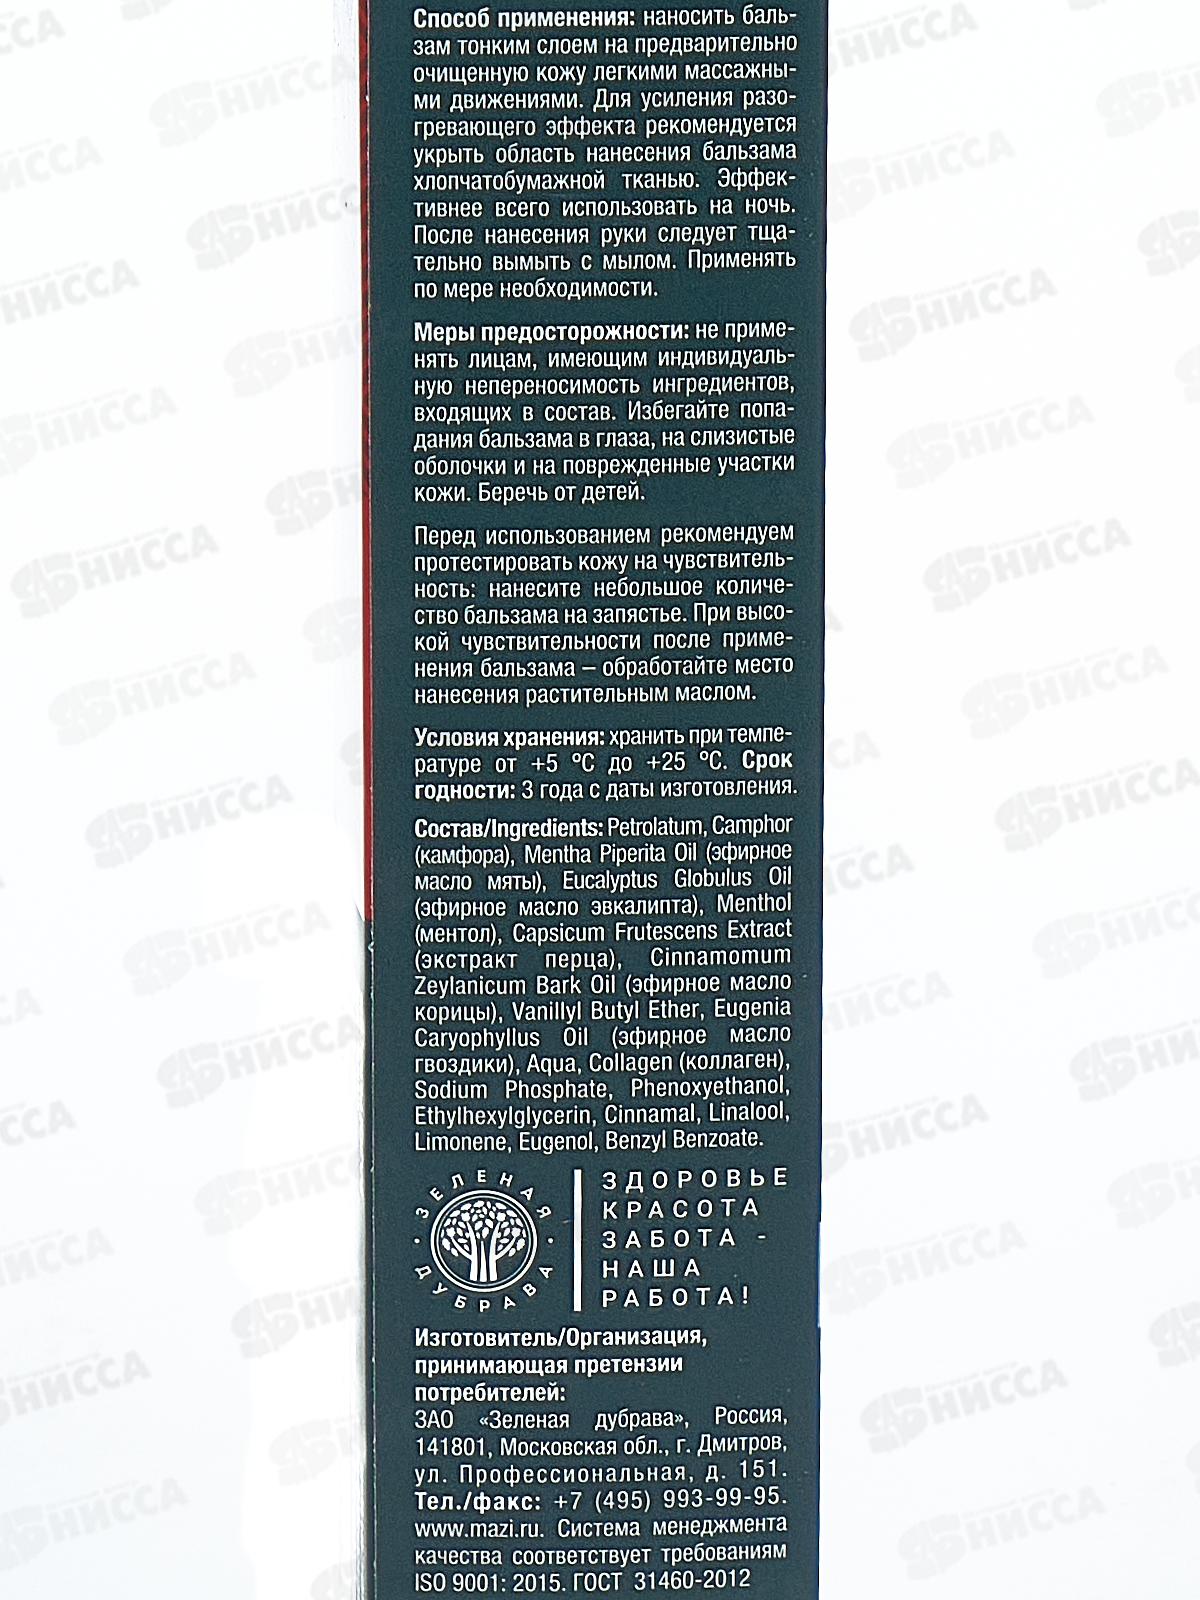 Способ применения: наносить баль-
зам тонким слоем на предварительно
очищенную кожу легкими массажны-
ми движениями. Для усиления разо-
гревающего эффекта рекомендуется
укрыть область нанесения бальзама
хлопчатобумажной тканью. Эффек-
тивнее всего использовать на ночь.
После нанесения руки следует тща-
тельно вымыть с мылом. Применять
по мере необходимости.
Меры предосторожности: не приме-
нять лицам, имеющим индивидуаль-
ную непереносимость ингредиентов,
входящих в состав. Избегайте попа-
дания бальзама в глаза, на слизистые
оболочки и на поврежденные участки
кожи. Беречь от детей.
Перед использованием рекомендуем
протестировать кожу на чувствитель-
ность: нанесите небольшое количе-
ство бальзама на запястье. При высо-
кой чувствительности после приме-
нения бальзама – обработайте место
нанесения растительным маслом.
Условия хранения: хранить при темпе-
ратуре от +5 °С до +25 °С. Срок
годности: 3 года с даты изготовления.
Состав/Ingredients: Petrolatum, Camphor
(камфора), Mentha Piperita Oil (эфирное
масло мяты), Eucalyptus Globulus Oil
(эфирное масло эвкалипта), Menthol
(ментол), Capsicum Frutescens Extract
(экстракт перца), Cinnamomum
Zeylanicum Bark Oil (эфирное масло
корицы), Vanillyl Butyl Ether, Eugenia
Caryophyllus Oil (эфирное масло
гвоздики), Aqua, Collagen (коллаген),
Sodium Phosphate, Phenoxyethanol,
Ethylhexylglycerin, Cinnamal, Linalool,
Limonene, Eugenol, Benzyl Benzoate.
ЗЕЛЕНАЯ
ДУБРАВА
ЗДОРОВЬЕ
КРАСОТА
ЗАБОТА -
НАША
РАБОТА!
Изготовитель/Организация,
принимающая претензии
потребителей:
ЗАО «Зеленая дубрава», Россия,
141801, Московская обл., г. Дмитров,
ул. Профессиональная, д. 151.
Тел./факс: +7 (495) 993-99-95.
www.mazi.ru. Система менеджмента
качества соответствует требованиям
ISO 9001: 2015. ГОСТ 31460-2012